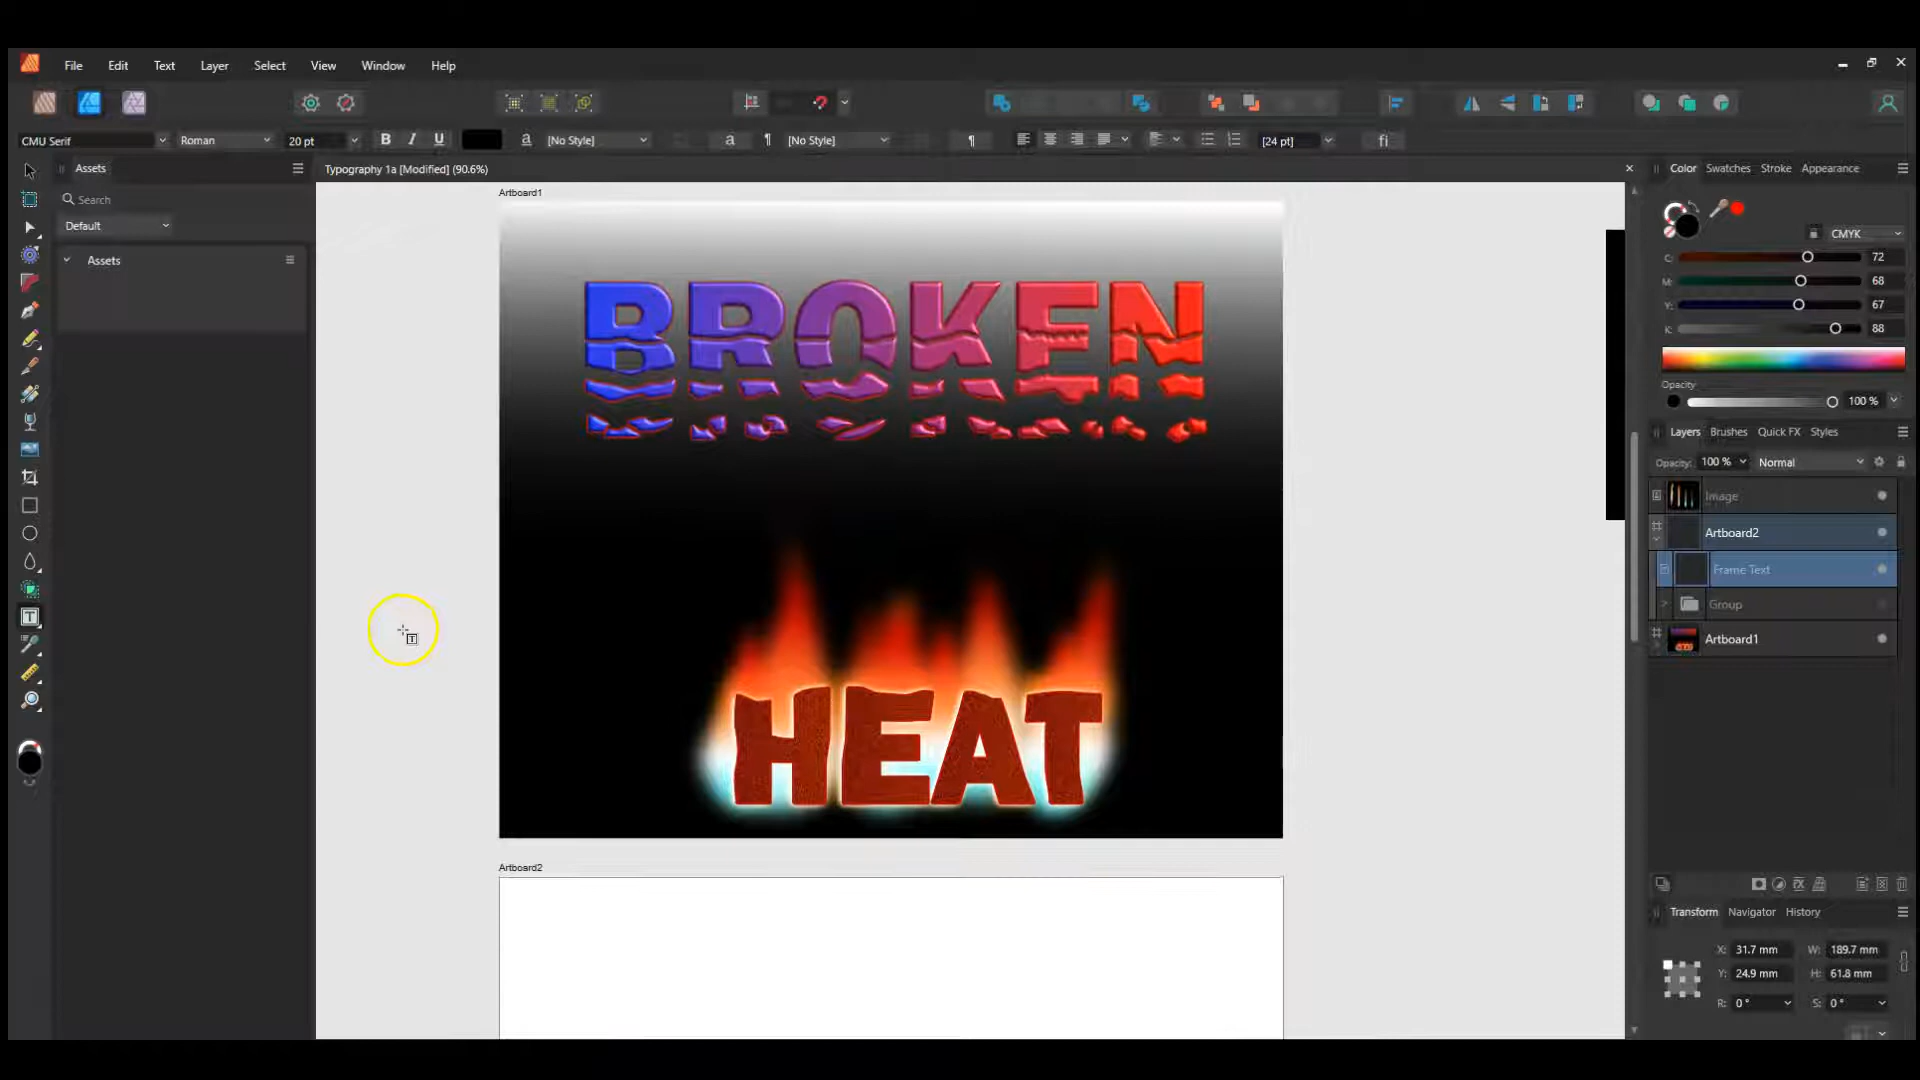 File Edit Text Layer Select View Window Help
CMU Serif Roman 20 pt B I U a [No Style] a ¶ [No Style] ¶ [24 pt] fi
Assets
Search
Default
Assets
Typography 1a [Modified] (90.6%)
Artboard1
BROKEN
HEAT
Artboard2
Color Swatches Stroke Appearance
CMYK
C: 72
M: 68
Y: 67
K: 88
Opacity
100 %
Layers Brushes Quick FX Styles
Opacity: 100 % Normal
Image
Artboard2
Frame Text
Group
Artboard1
Transform Navigator History
X: 31.7 mm W: 189.7 mm
Y: 24.9 mm H: 61.8 mm
R: 0 ° S: 0 °